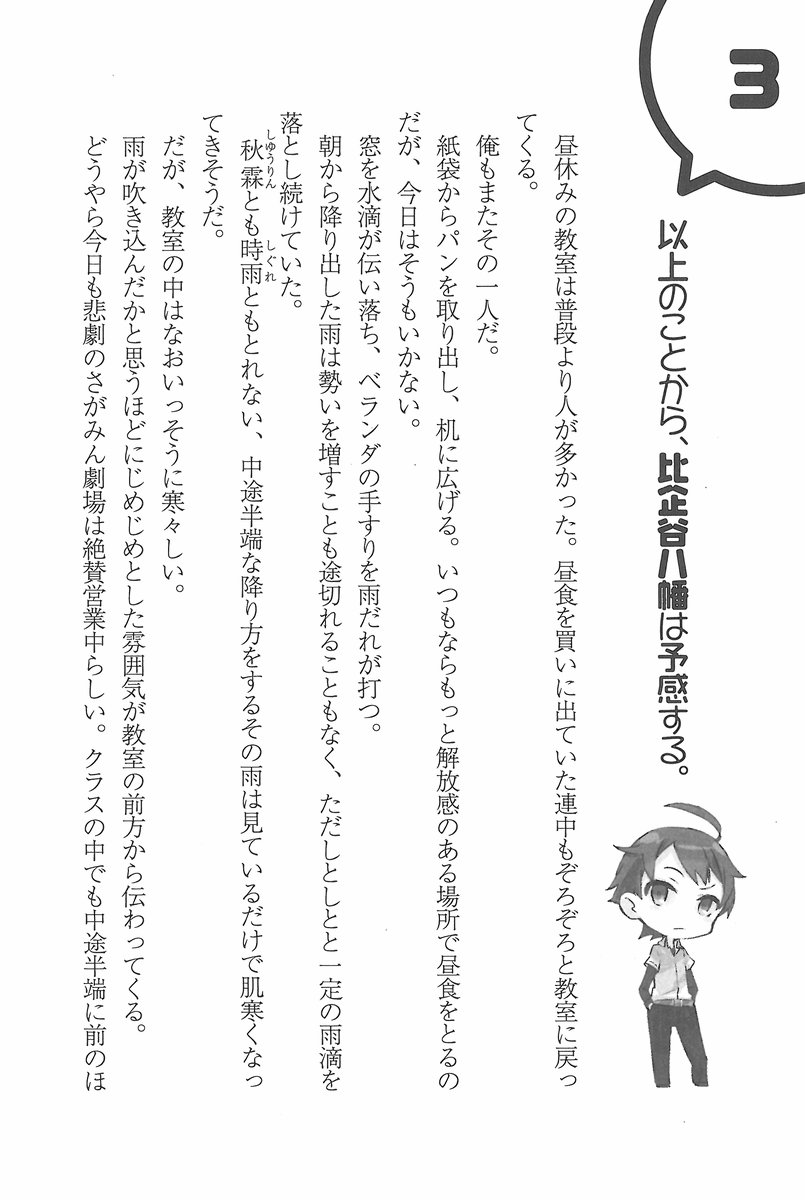 3
以上のことから、比企谷八幡は予感する。
昼休みの教室は普段より人が多かった。昼食を買いに出ていた連中もぞろぞろと教室に戻っ
てくる。
俺もまたその一人だ。
紙袋からパンを取り出し、机に広げる。いつもならもっと解放感のある場所で昼食をとるの
だが、今日はそうもいかない。
窓を水滴が伝い落ち、ベランダの手すりを雨だれが打つ。
朝から降り出した雨は勢いを増すことも途切れることもなく、ただしとしとと一定の雨滴を
落とし続けていた。
しゅうりん しぐれ
秋霖とも時雨ともとれない、中途半端な降り方をするその雨は見ているだけで肌寒くなっ
てきそうだ。
だが、教室の中はなおいっそうに寒々しい。
雨が吹き込んだかと思うほどにじめじめとした雰囲気が教室の前方から伝わってくる。
どうやら今日も悲劇のさがみん劇場は絶賛営業中らしい。クラスの中でも中途半端に前のほ